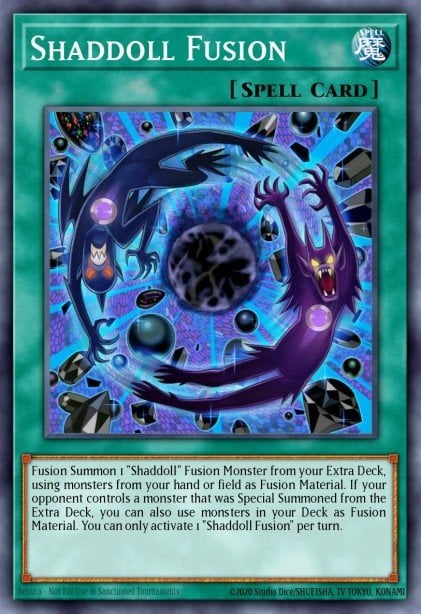 Shaddoll Fusion
SPELL
魔
[ Spell Card ]
Fusion Summon 1 "Shaddoll" Fusion Monster from your Extra Deck,
using monsters from your hand or field as Fusion Material. If your
opponent controls a monster that was Special Summoned from the
Extra Deck, you can also use monsters in your Deck as Fusion
Material. You can only activate 1 "Shaddoll Fusion" per turn.
Replica - Not For Use in Sanctioned Tournaments
©2020 Studio Dice/SHUEISHA, TV TOKYO, KONAMI